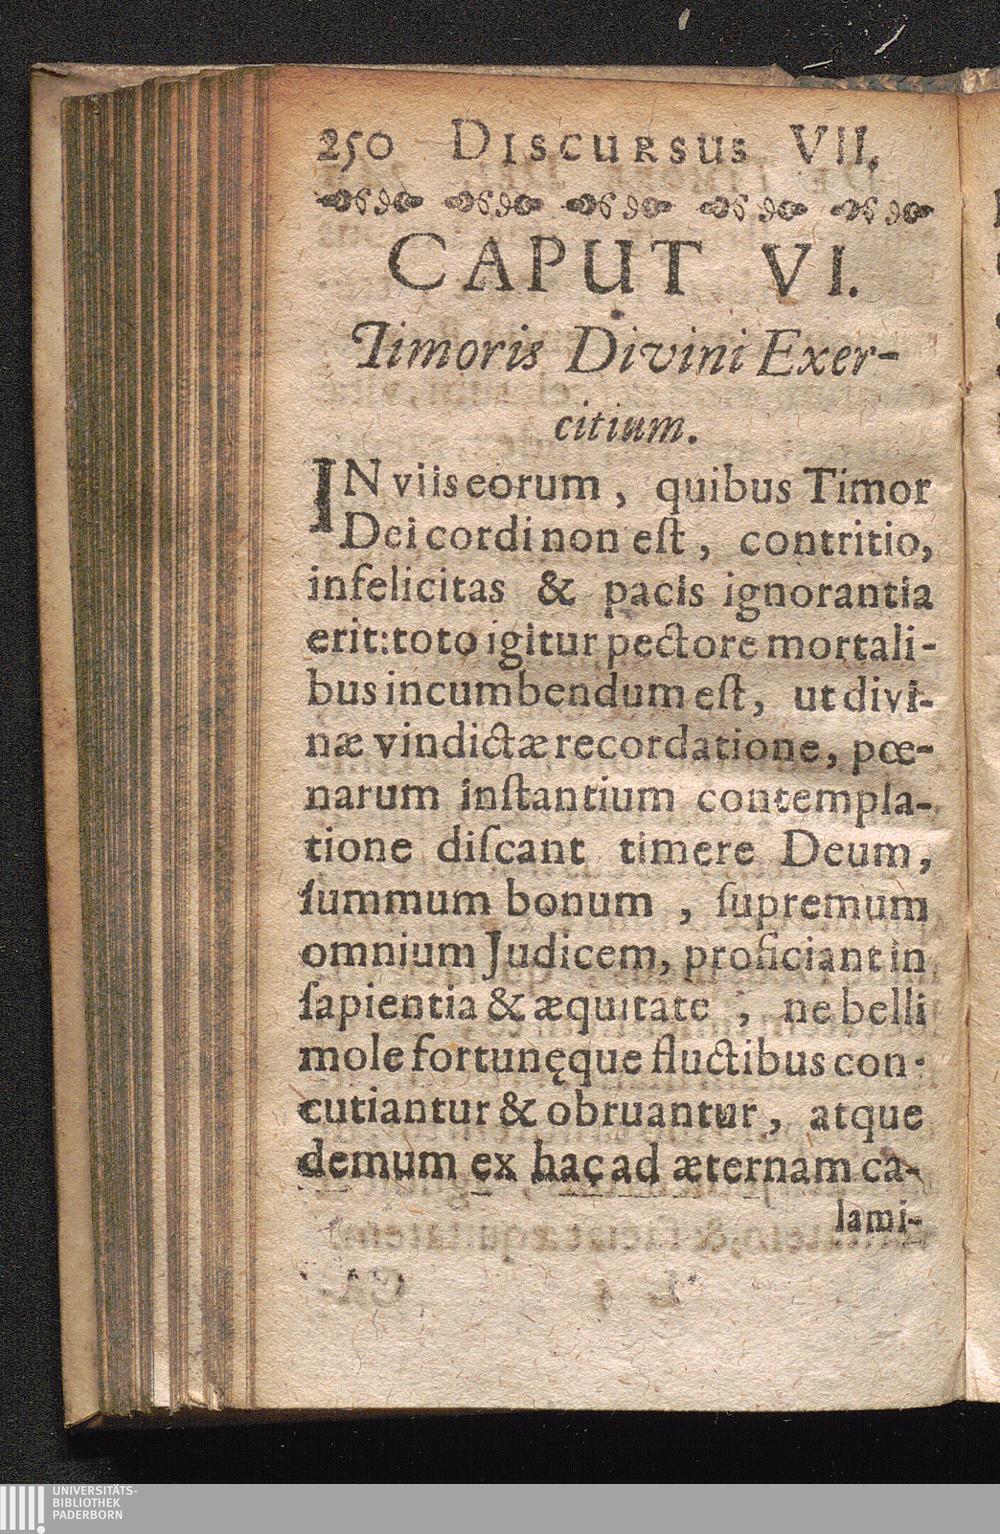 250 DISCURSUS VII.
CAPUT VI.
Timoris Divini Exer-
citium.
IN viis eorum, quibus Timor
Dei cordi non eſt, contritio,
infelicitas & pacis ignorantia
erit: toto igitur pectore mortali-
bus incumbendum eſt, ut divi-
næ vindictæ recordatione, pœ-
narum inſtantium contempla-
tione diſcant timere Deum,
ſummum bonum, ſupremum
omnium Judicem, proficiant in
ſapientia & æquitate, ne belli
mole fortunęque fluctibus con-
cutiantur & obruantur, atque
demum ex hac ad æternam ca-
lami-
UNIVERSITÄTS-
BIBLIOTHEK
PADERBORN